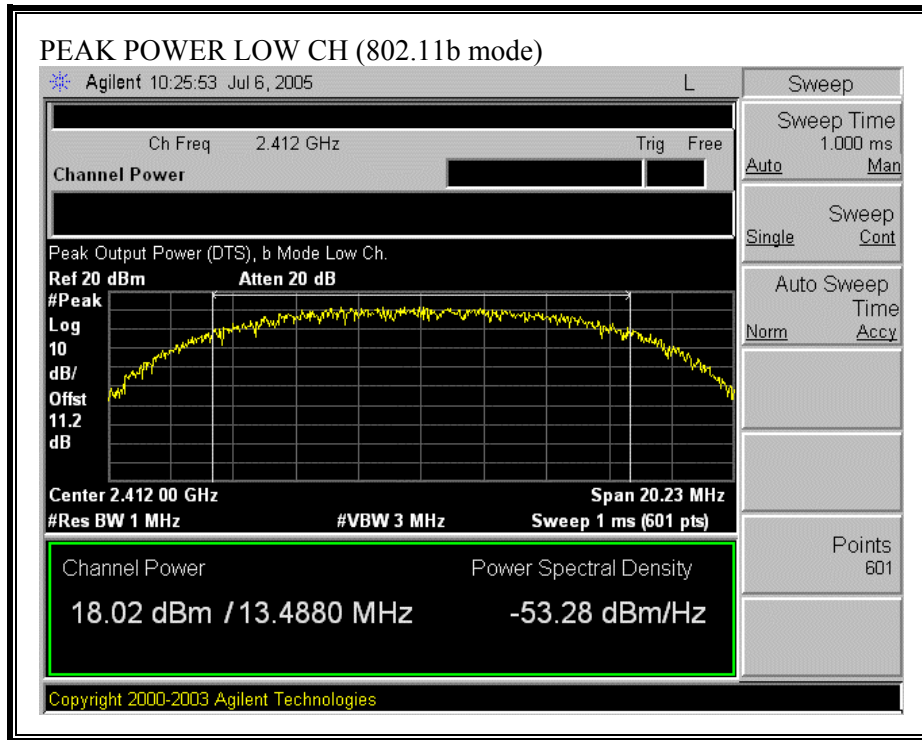 PEAK POWER LOW CH (802.11b mode)
Agilent 10:25:53 Jul 6, 2005 L
Sweep
Ch Freq 2.412 GHz Trig Free
Channel Power
Sweep Time
1.000 ms
Auto Man
Sweep
Single Cont
Auto Sweep
Time
Norm Accy
Points
601
Peak Output Power (DTS), b Mode Low Ch.
Ref 20 dBm Atten 20 dB
#Peak
Log
10
dB/
Offst
11.2
dB
Center 2.412 00 GHz Span 20.23 MHz
#Res BW 1 MHz #VBW 3 MHz Sweep 1 ms (601 pts)
Channel Power Power Spectral Density
18.02 dBm / 13.4880 MHz -53.28 dBm/Hz
Copyright 2000-2003 Agilent Technologies